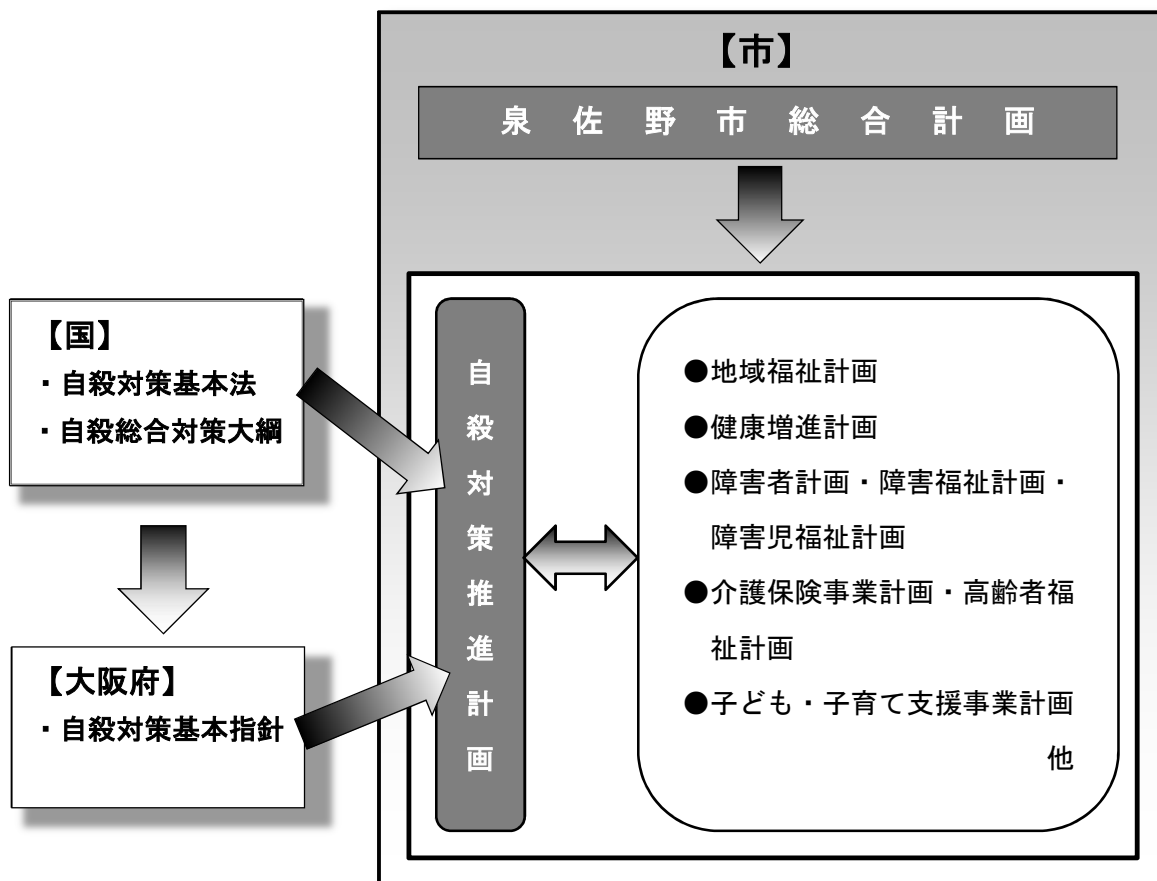 【市】
泉佐野市総合計画
【国】
・自殺対策基本法
・自殺総合対策大綱
【大阪府】
・自殺対策基本指針
自殺対策推進計画
●地域福祉計画
●健康増進計画
●障害者計画・障害福祉計画・
障害児福祉計画
●介護保険事業計画・高齢者福
祉計画
●子ども・子育て支援事業計画
他